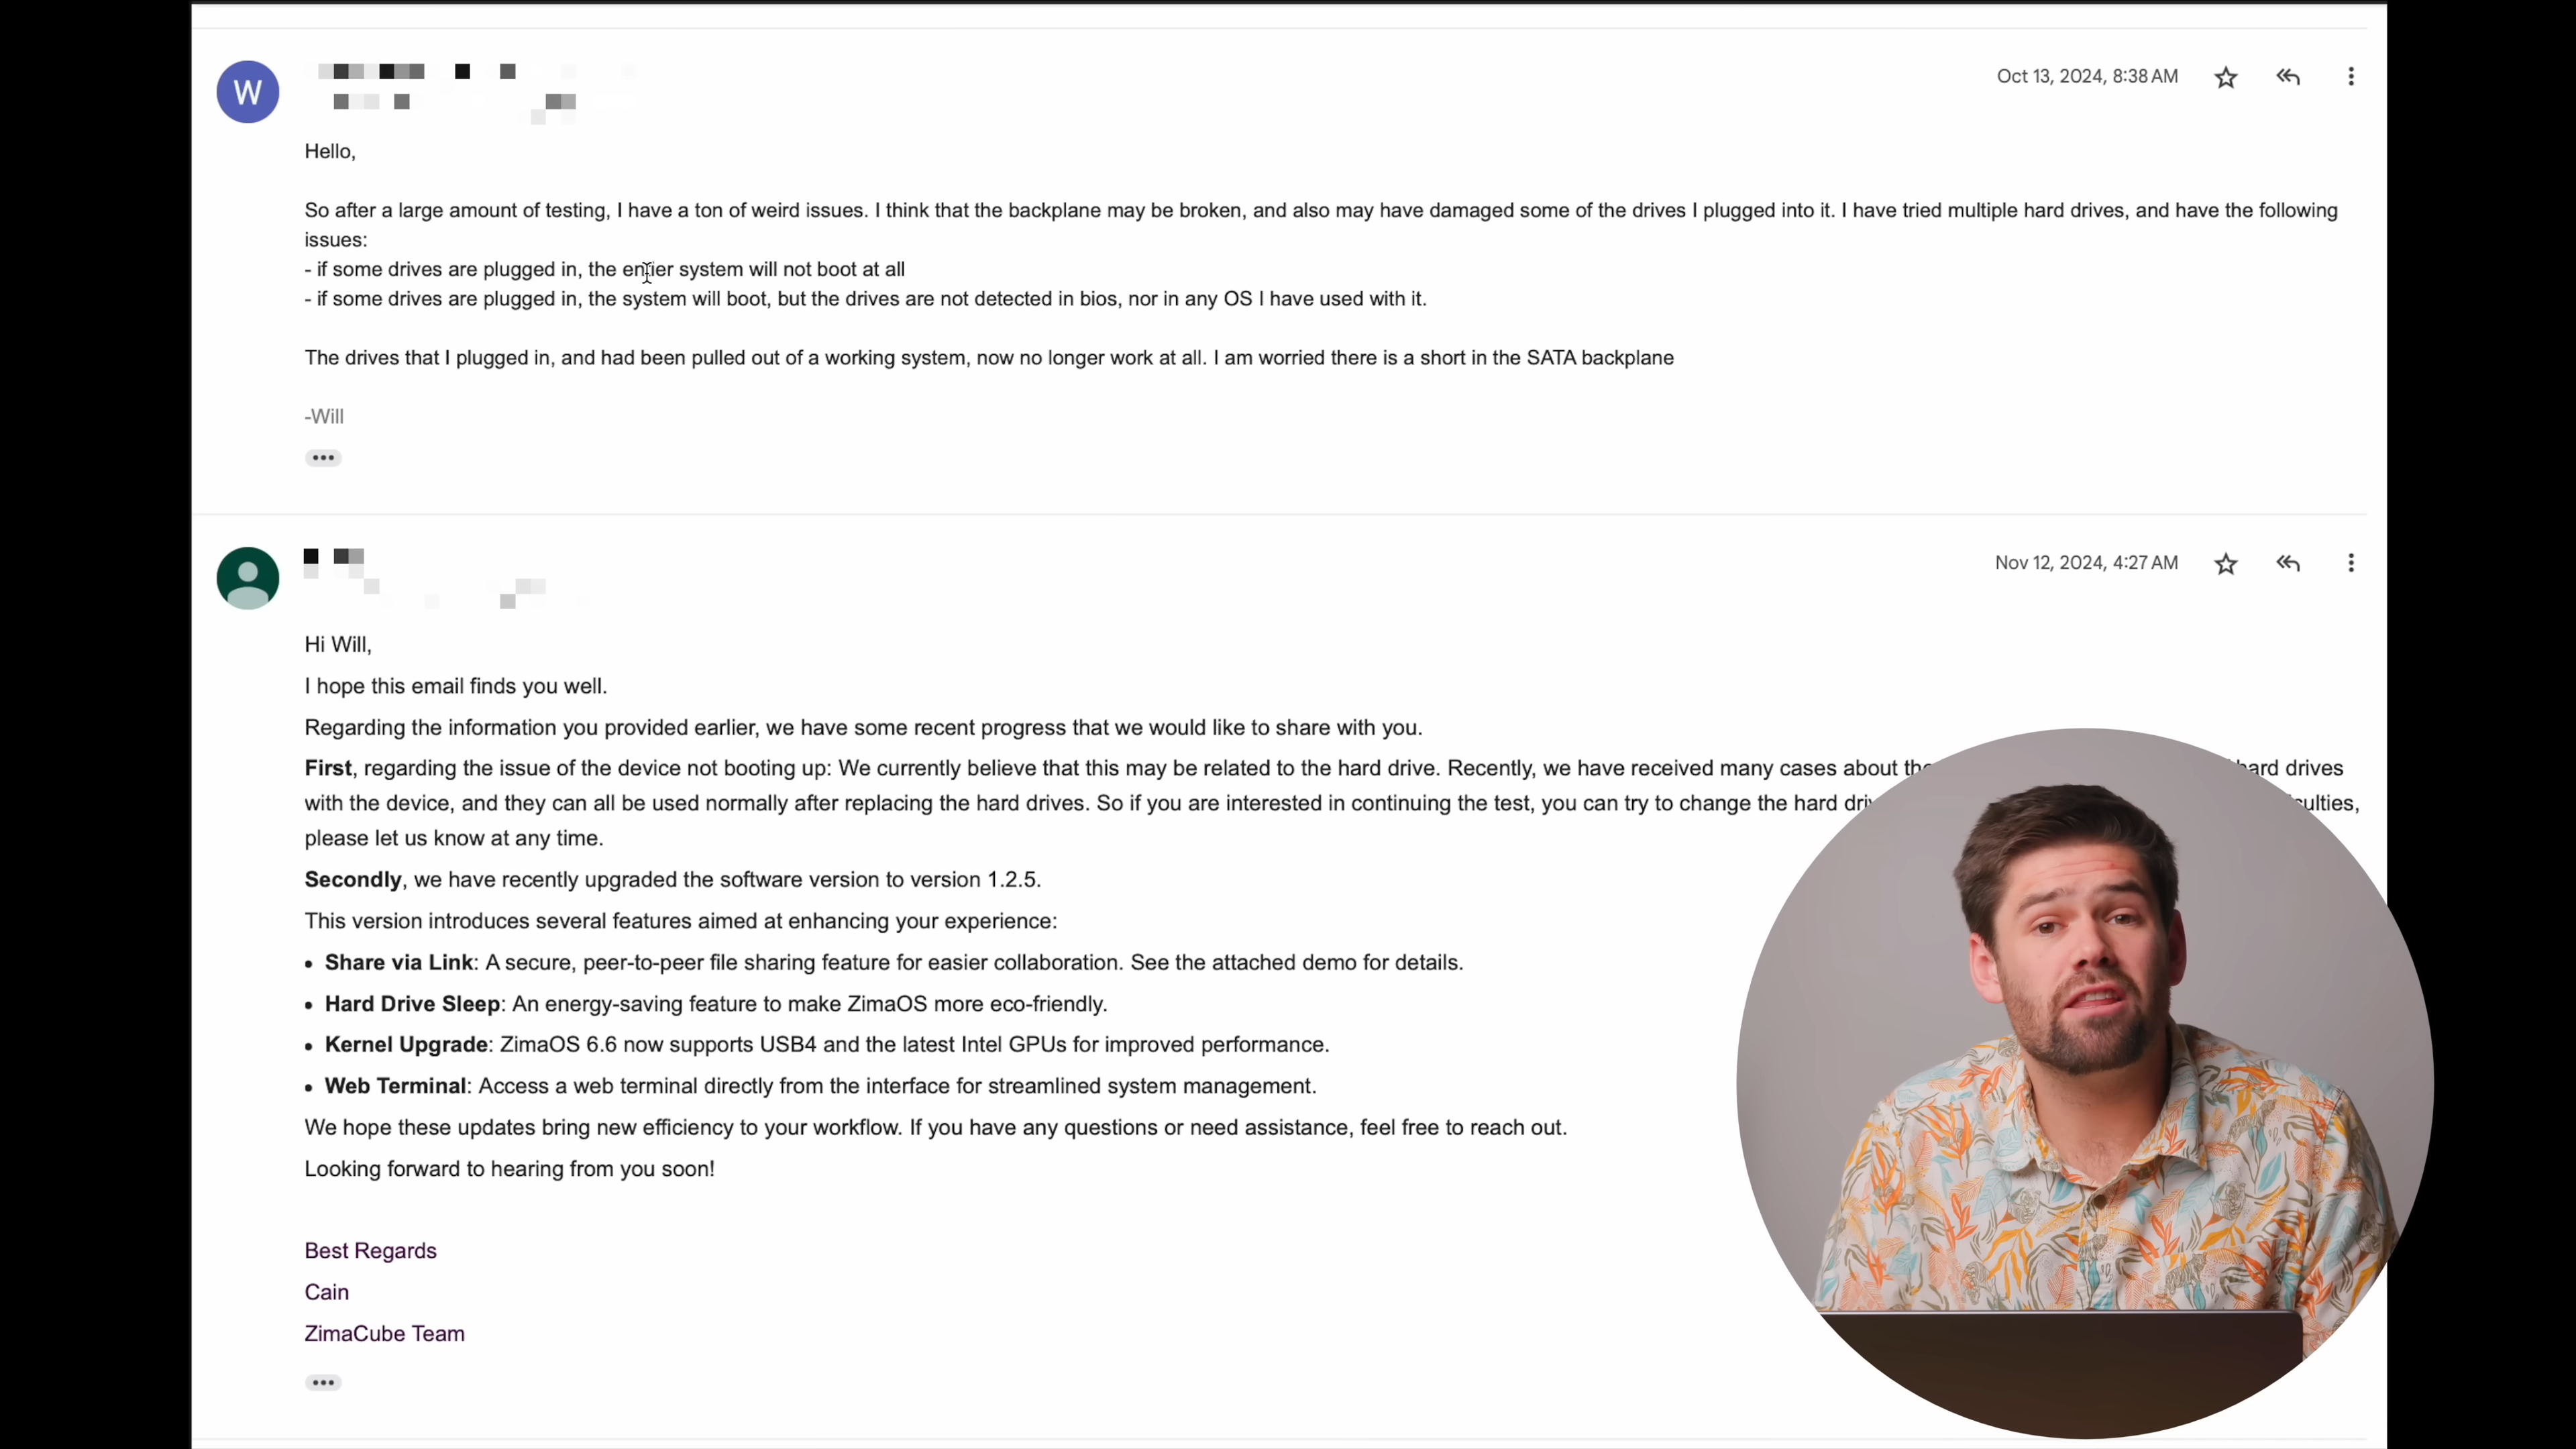 W
Oct 13, 2024, 8:38 AM
Hello,
So after a large amount of testing, I have a ton of weird issues. I think that the backplane may be broken, and also may have damaged some of the drives I plugged into it. I have tried multiple hard drives, and have the following
issues:
- if some drives are plugged in, the entier system will not boot at all
- if some drives are plugged in, the system will boot, but the drives are not detected in bios, nor in any OS I have used with it.
The drives that I plugged in, and had been pulled out of a working system, now no longer work at all. I am worried there is a short in the SATA backplane
-Will
Nov 12, 2024, 4:27 AM
Hi Will,
I hope this email finds you well.
Regarding the information you provided earlier, we have some recent progress that we would like to share with you.
First, regarding the issue of the device not booting up: We currently believe that this may be related to the hard drive. Recently, we have received many cases about hard drives
with the device, and they can all be used normally after replacing the hard drives. So if you are interested in continuing the test, you can try to change the hard
please let us know at any time.
Secondly, we have recently upgraded the software version to version 1.2.5.
This version introduces several features aimed at enhancing your experience:
• Share via Link: A secure, peer-to-peer file sharing feature for easier collaboration. See the attached demo for details.
• Hard Drive Sleep: An energy-saving feature to make ZimaOS more eco-friendly.
• Kernel Upgrade: ZimaOS 6.6 now supports USB4 and the latest Intel GPUs for improved performance.
• Web Terminal: Access a web terminal directly from the interface for streamlined system management.
We hope these updates bring new efficiency to your workflow. If you have any questions or need assistance, feel free to reach out.
Looking forward to hearing from you soon!
Best Regards
Cain
ZimaCube Team